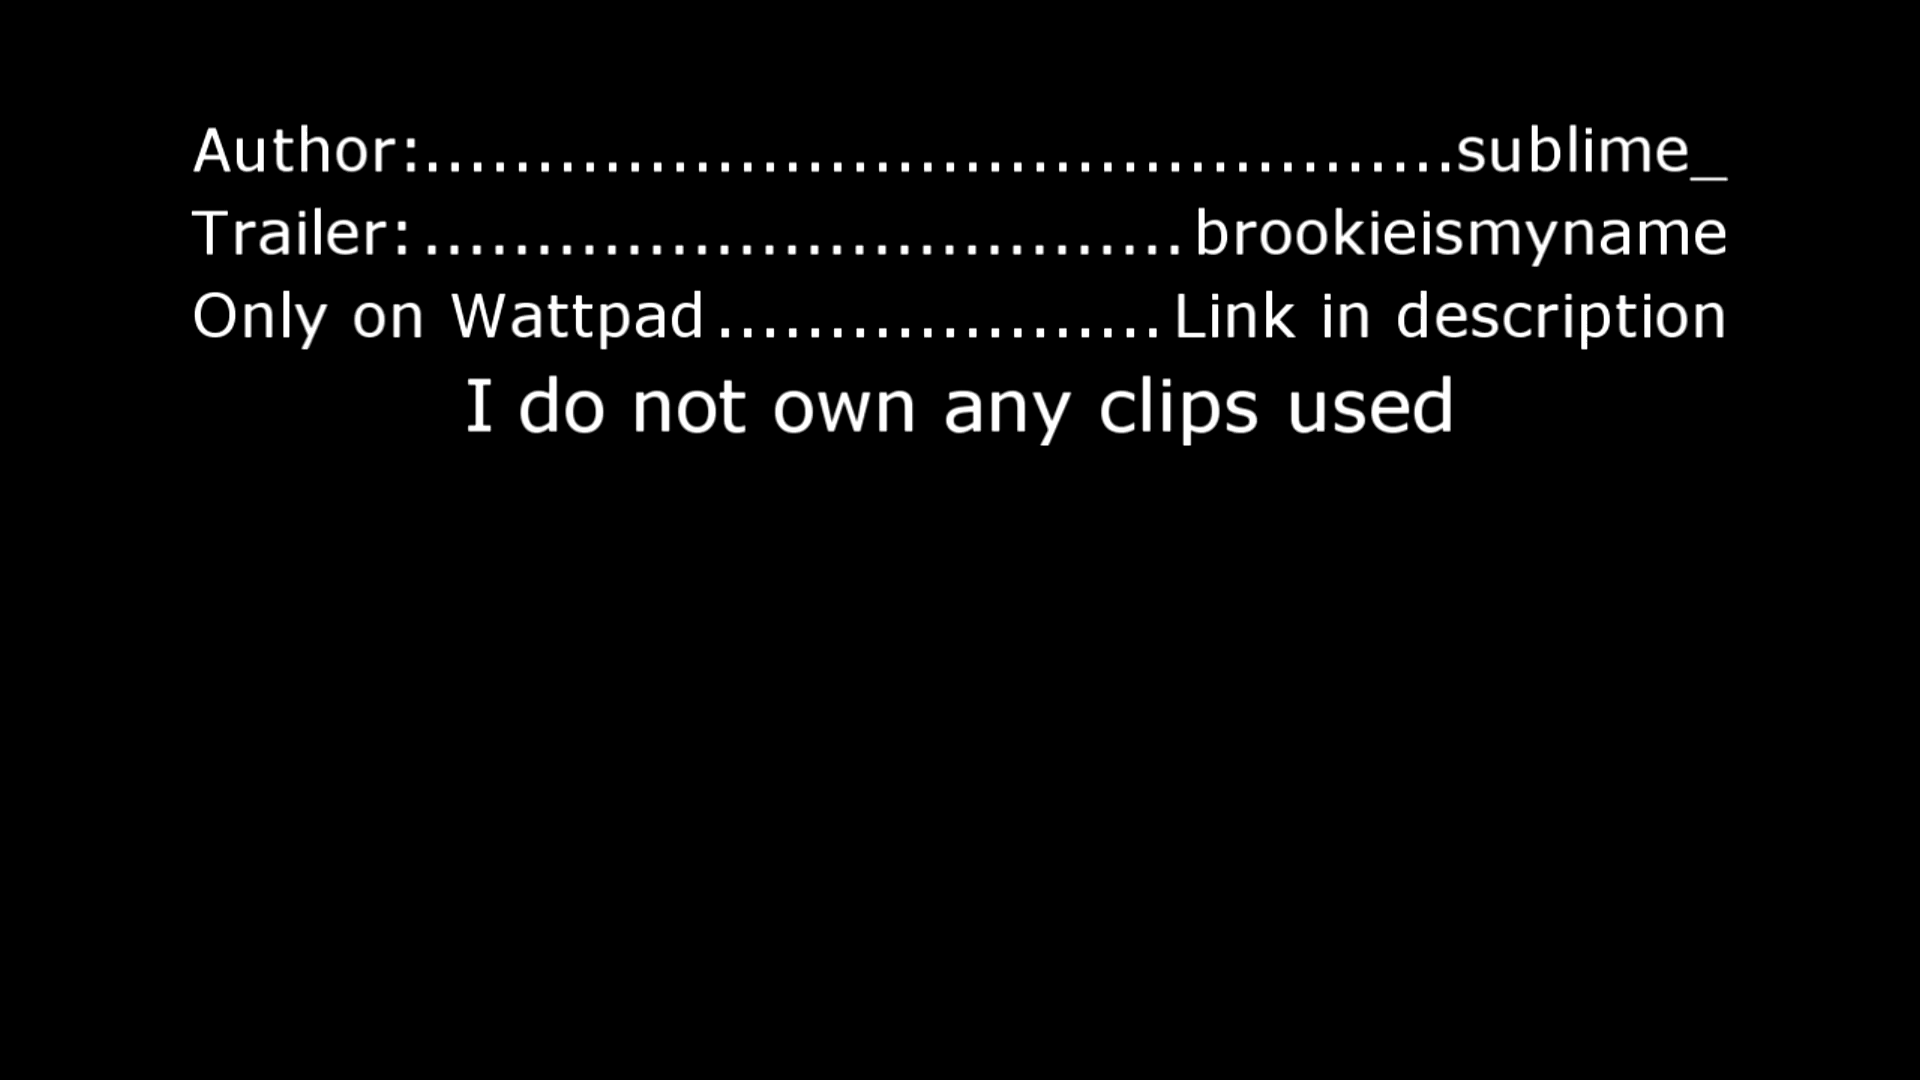 Author:..............................................sublime_
Trailer:..................................brookieismyname
Only on Wattpad....................Link in description
I do not own any clips used